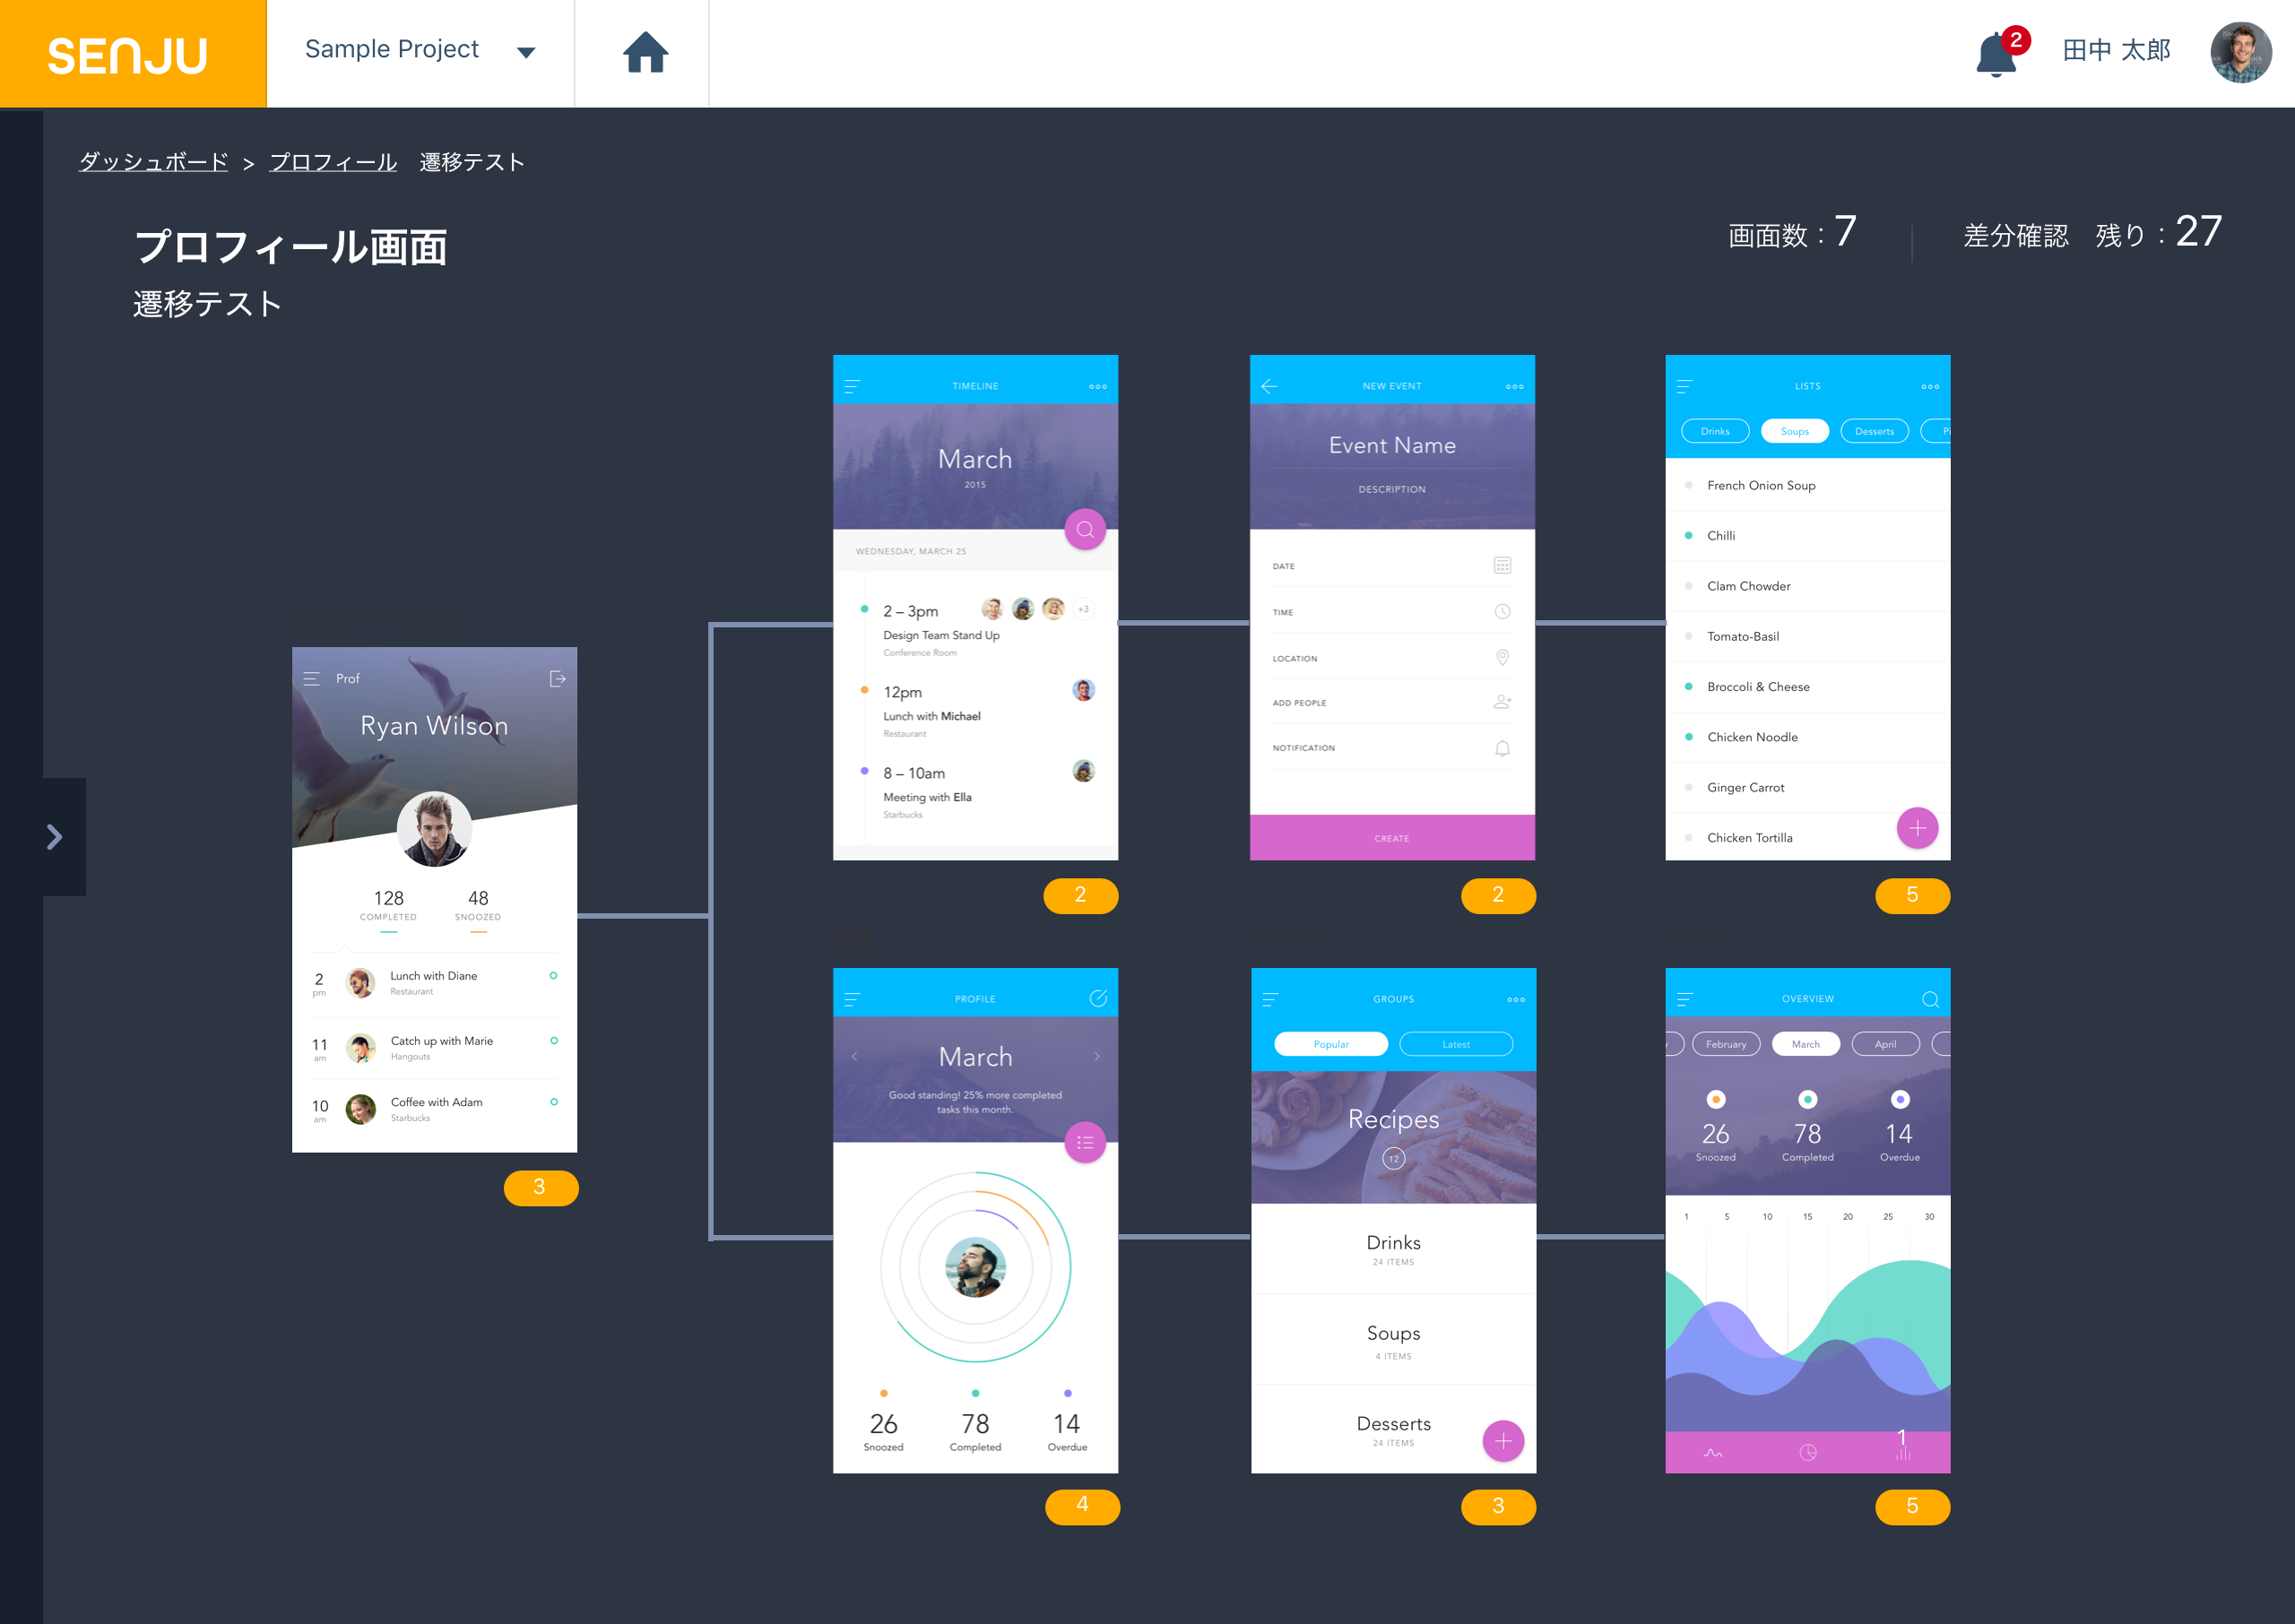 SENJU
Sample Project
2
田中 太郎
ダッシュボード > プロフィール 遷移テスト
プロフィール画面
遷移テスト
画面数：7
差分確認 残り：27
Prof
Ryan Wilson
128
COMPLETED
48
SNOOZED
2
pm
Lunch with Diane
Restaurant
11
am
Catch up with Marie
Hangouts
10
am
Coffee with Adam
Starbucks
3
TIMELINE
March
2015
WEDNESDAY, MARCH 25
2 – 3pm
+3
Design Team Stand Up
Conference Room
12pm
Lunch with Michael
Restaurant
8 – 10am
Meeting with Ella
Starbucks
2
NEW EVENT
Event Name
DESCRIPTION
DATE
TIME
LOCATION
ADD PEOPLE
NOTIFICATION
CREATE
2
LISTS
Drinks
Soups
Desserts
Pi
French Onion Soup
Chilli
Clam Chowder
Tomato-Basil
Broccoli & Cheese
Chicken Noodle
Ginger Carrot
Chicken Tortilla
5
PROFILE
March
Good standing! 25% more completed
tasks this month.
26
Snoozed
78
Completed
14
Overdue
4
GROUPS
Popular
Latest
Recipes
12
Drinks
24 ITEMS
Soups
4 ITEMS
Desserts
24 ITEMS
3
OVERVIEW
y
February
March
April
26
Snoozed
78
Completed
14
Overdue
1 5 10 15 20 25 30
1
5